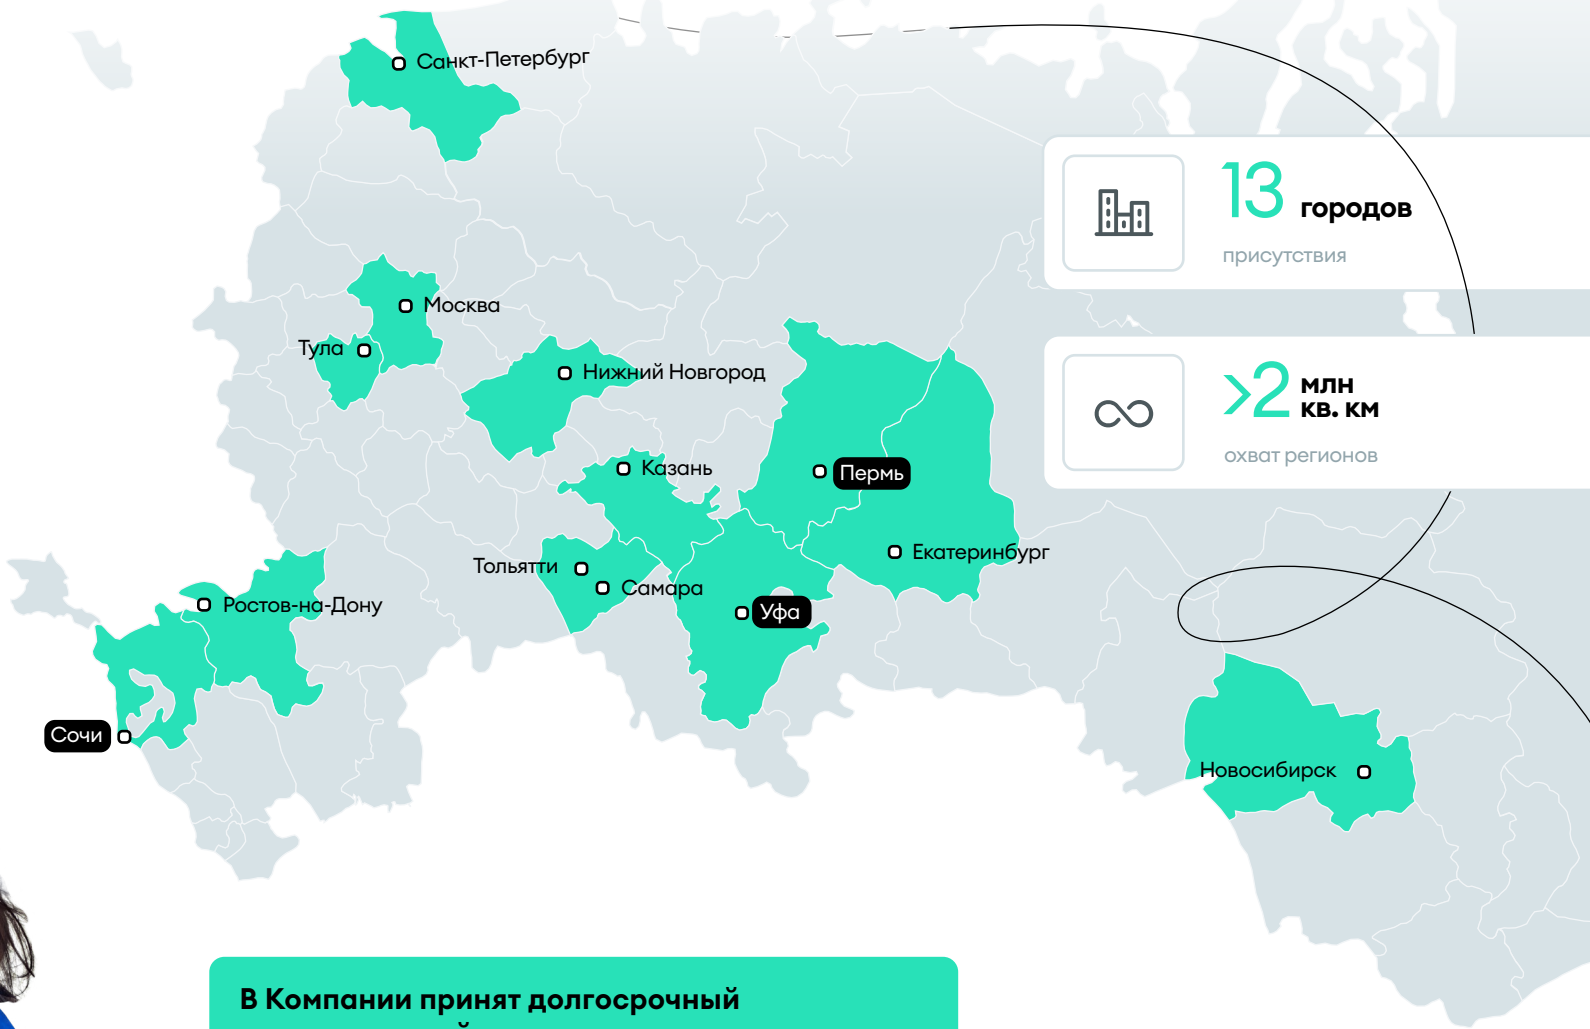 Санкт-Петербург
13 городов
присутствия
Москва
Тула
Нижний Новгород
>2 млн
кв. км
охват регионов
Казань
Пермь
Екатеринбург
Тольятти
Самара
Уфа
Ростов-на-Дону
Сочи
Новосибирск
В Компании принят долгосрочный